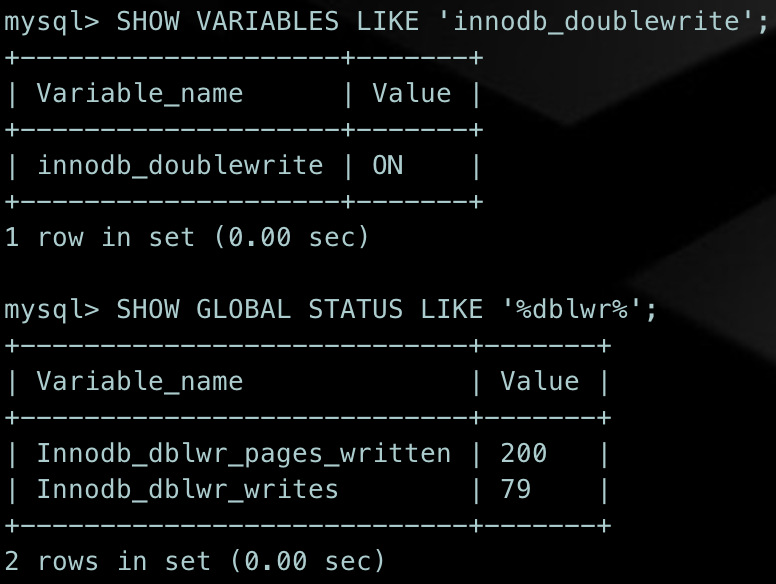 mysql> SHOW VARIABLES LIKE 'innodb_doublewrite';
+--------------------+-------+
| Variable_name      | Value |
+--------------------+-------+
| innodb_doublewrite | ON    |
+--------------------+-------+
1 row in set (0.00 sec)

mysql> SHOW GLOBAL STATUS LIKE '%dblwr%';
+----------------------------+-------+
| Variable_name              | Value |
+----------------------------+-------+
| Innodb_dblwr_pages_written | 200   |
| Innodb_dblwr_writes        | 79    |
+----------------------------+-------+
2 rows in set (0.00 sec)